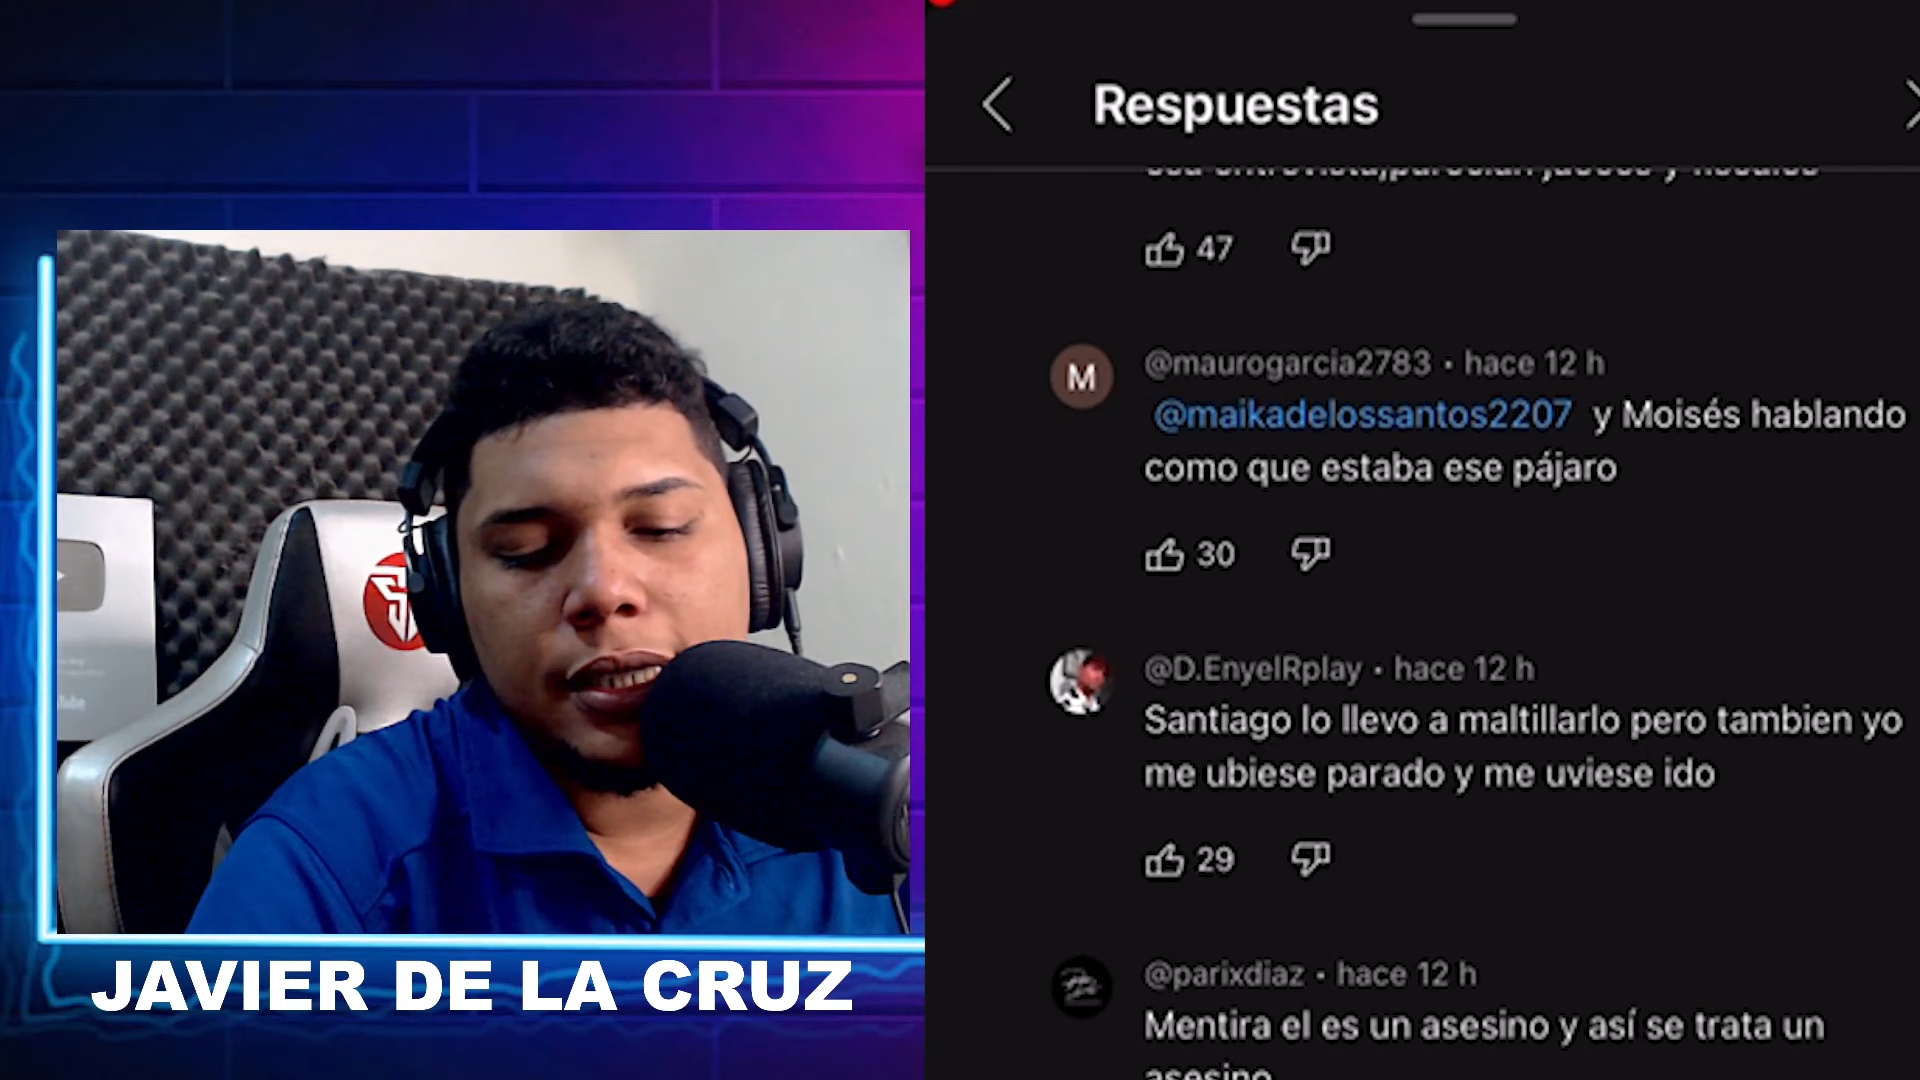 Respuestas
47
M
@maurogarcia2783 • hace 12 h
@maikadelossantos2207 y Moisés hablando
como que estaba ese pájaro
30
@D.EnyelRplay • hace 12 h
Santiago lo llevo a maltillarlo pero tambien yo
me ubiese parado y me uviese ido
29
@parixdiaz • hace 12 h
Mentira el es un asesino y así se trata un
asesino
JAVIER DE LA CRUZ